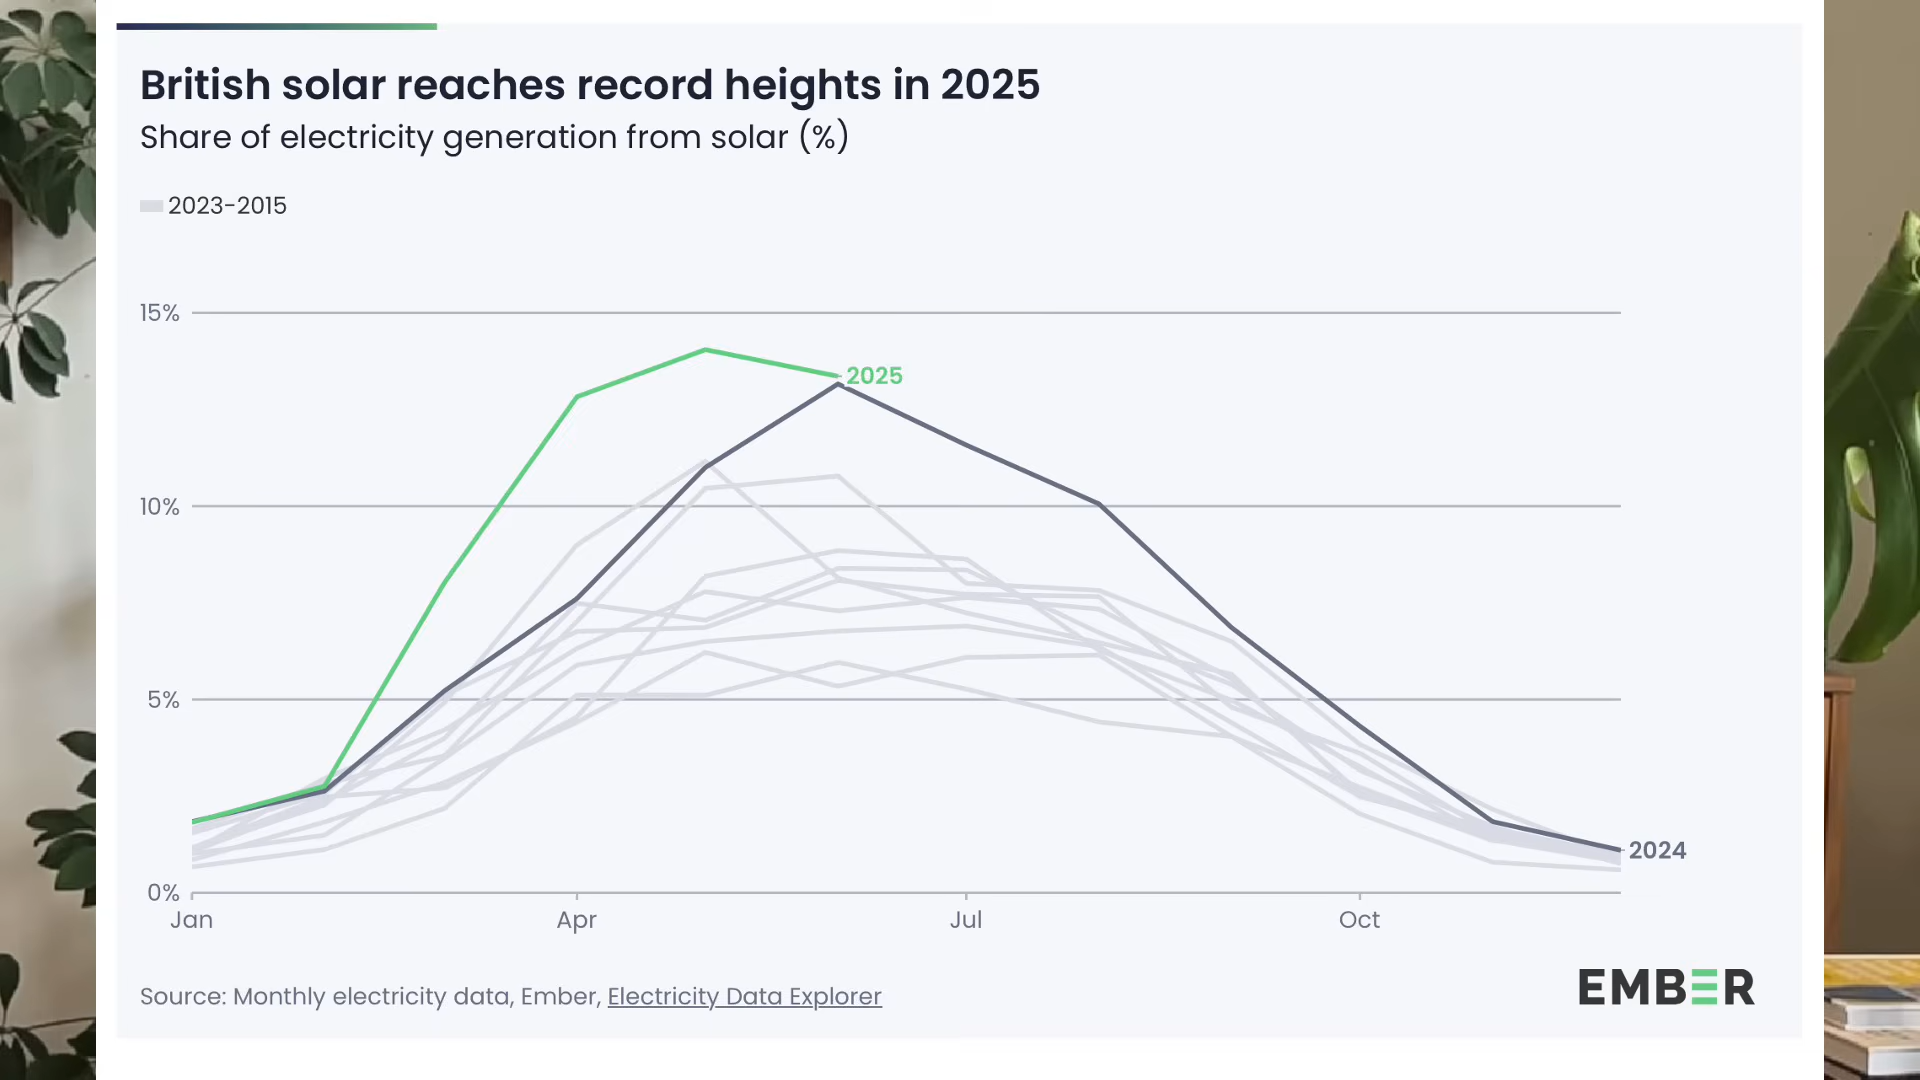 British solar reaches record heights in 2025
Share of electricity generation from solar (%)
2023-2015
15%
2025
10%
5%
2024
0%
Jan Apr Jul Oct
Source: Monthly electricity data, Ember, Electricity Data Explorer
EMBER